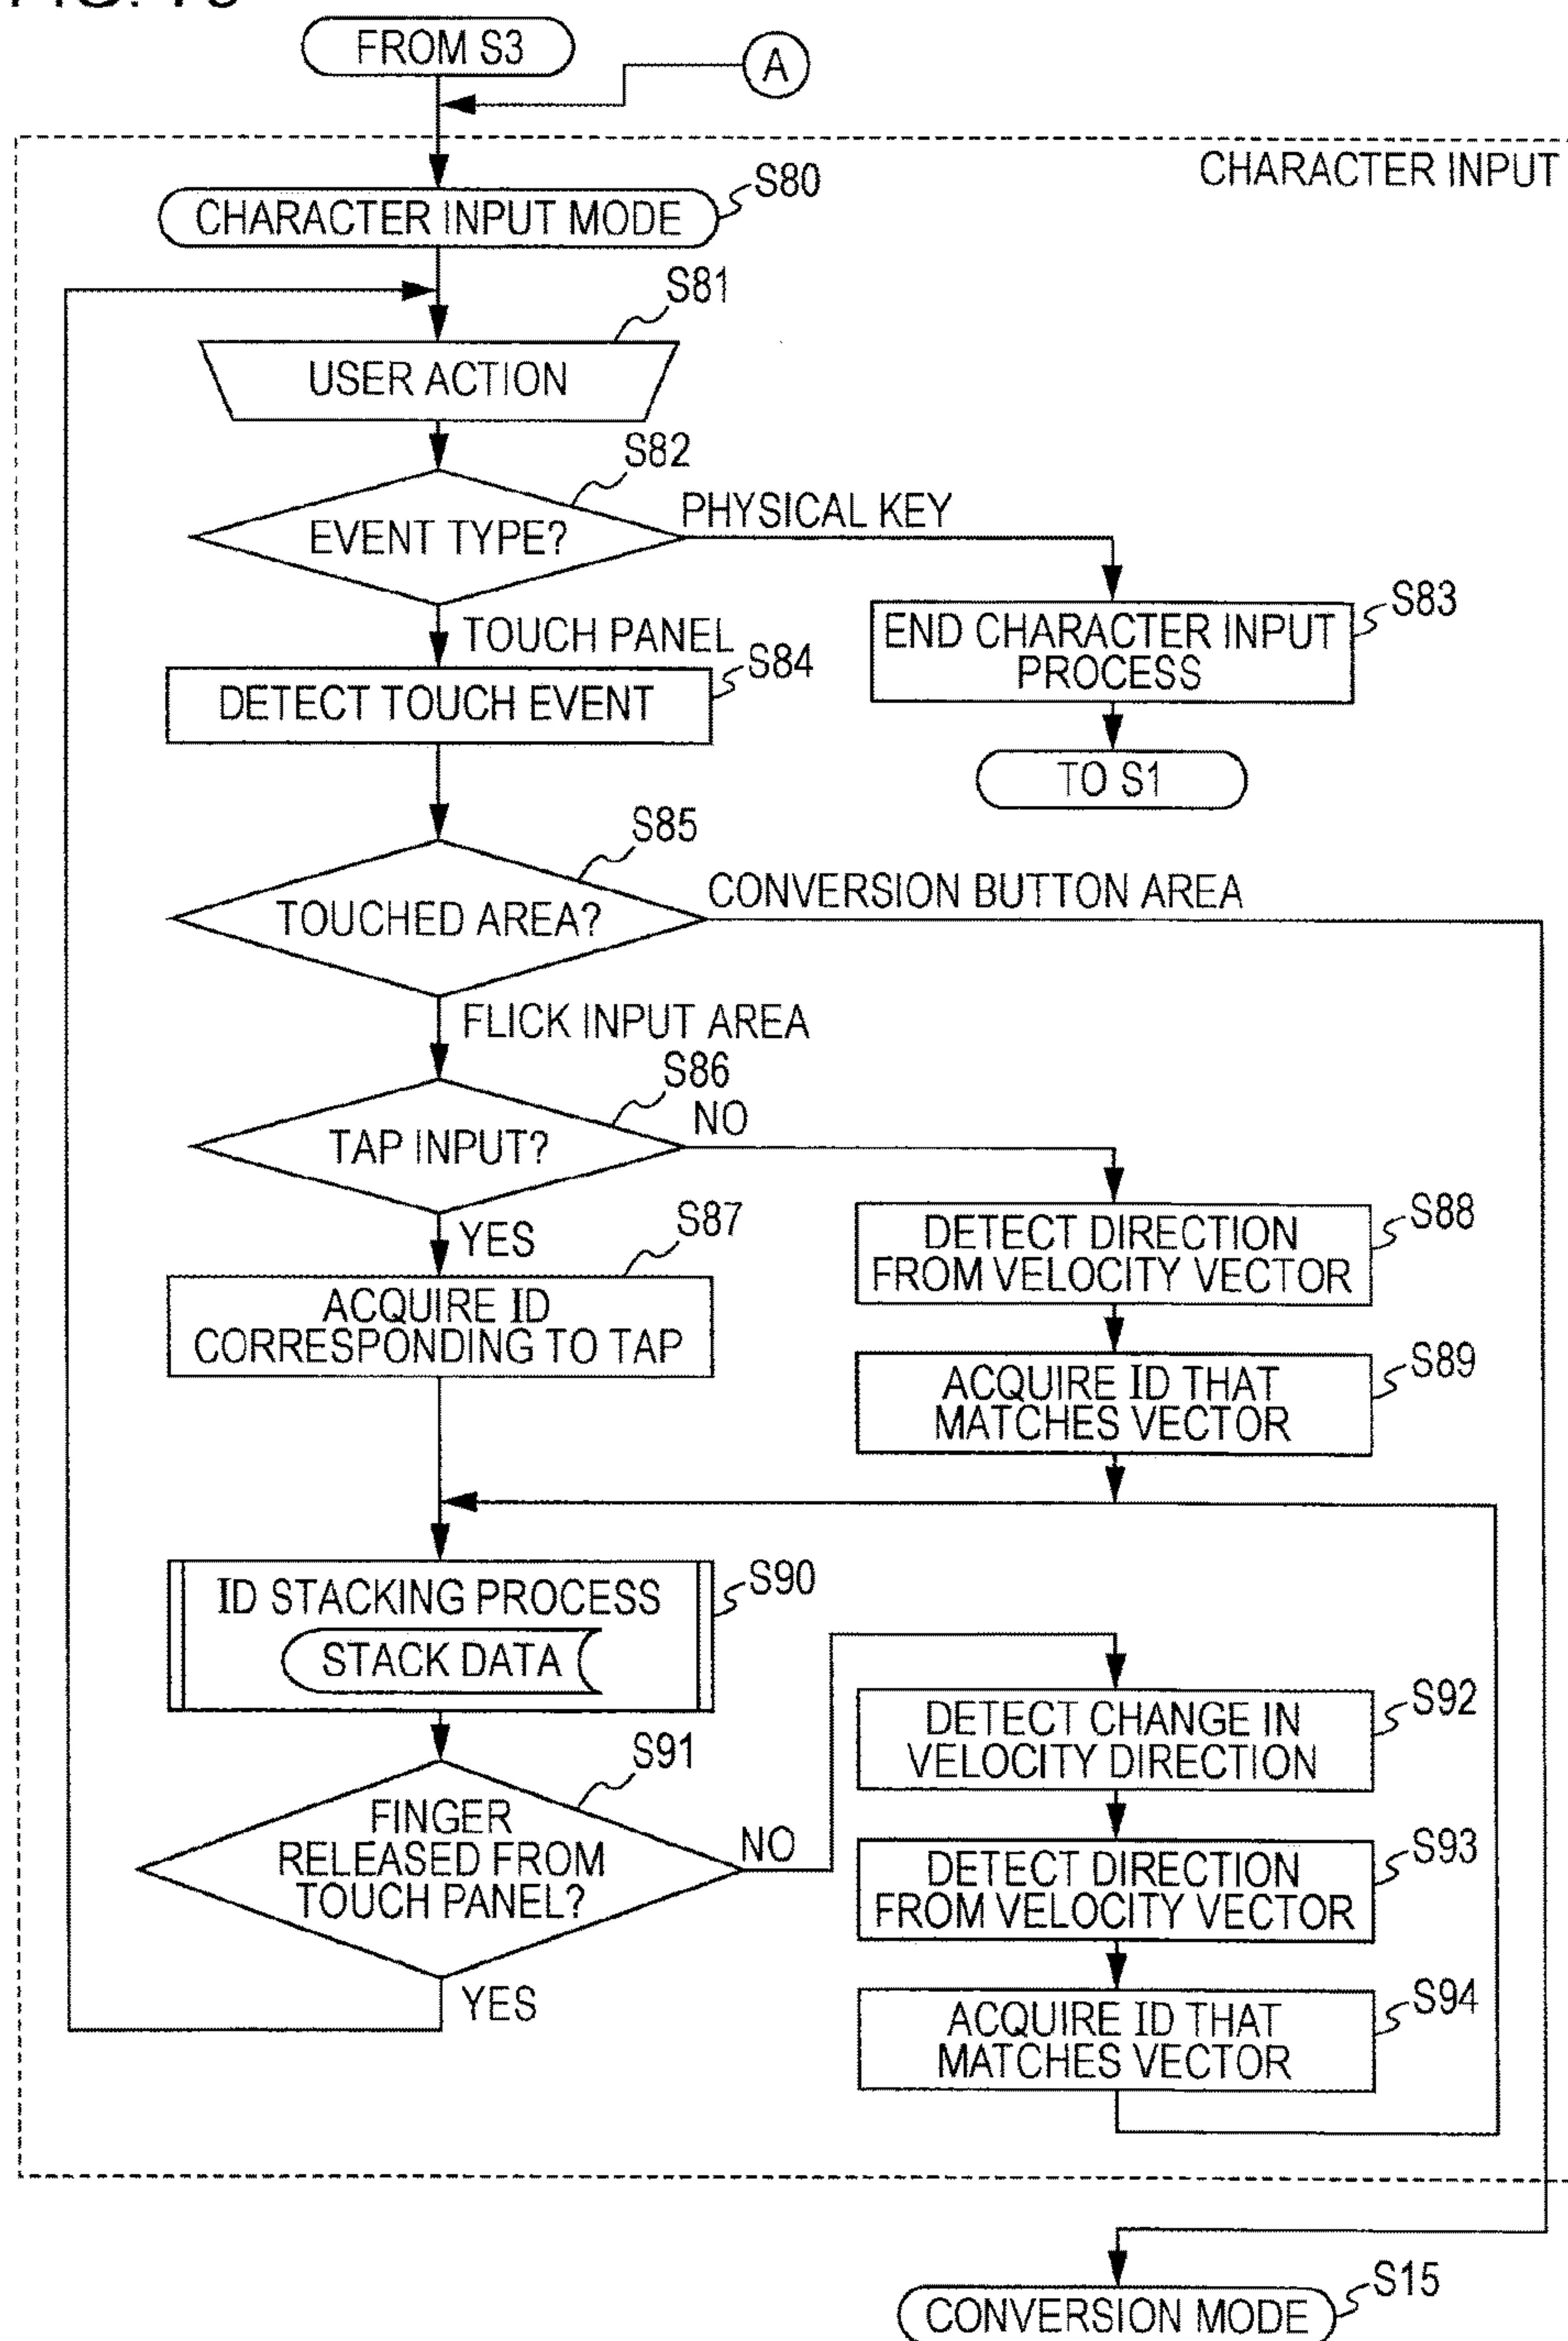 FROM S3
A
CHARACTER INPUT
CHARACTER INPUT MODE
S80
S81
USER ACTION
S82
EVENT TYPE?
PHYSICAL KEY
S83
END CHARACTER INPUT
PROCESS
TO S1
TOUCH PANEL
S84
DETECT TOUCH EVENT
S85
TOUCHED AREA?
CONVERSION BUTTON AREA
FLICK INPUT AREA
S86
TAP INPUT?
NO
YES
S87
ACQUIRE ID
CORRESPONDING TO TAP
S88
DETECT DIRECTION
FROM VELOCITY VECTOR
S89
ACQUIRE ID THAT
MATCHES VECTOR
S90
ID STACKING PROCESS
STACK DATA
S91
FINGER
RELEASED FROM
TOUCH PANEL?
NO
YES
S92
DETECT CHANGE IN
VELOCITY DIRECTION
S93
DETECT DIRECTION
FROM VELOCITY VECTOR
S94
ACQUIRE ID THAT
MATCHES VECTOR
S15
CONVERSION MODE